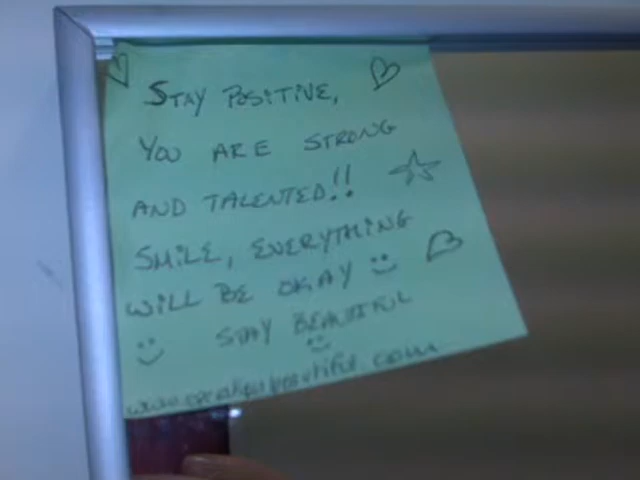 STAY POSITIVE,
YOU ARE STRONG
AND TALENTED!!
SMILE, EVERYTHING
WILL BE OKAY
STAY BEAUTIFUL